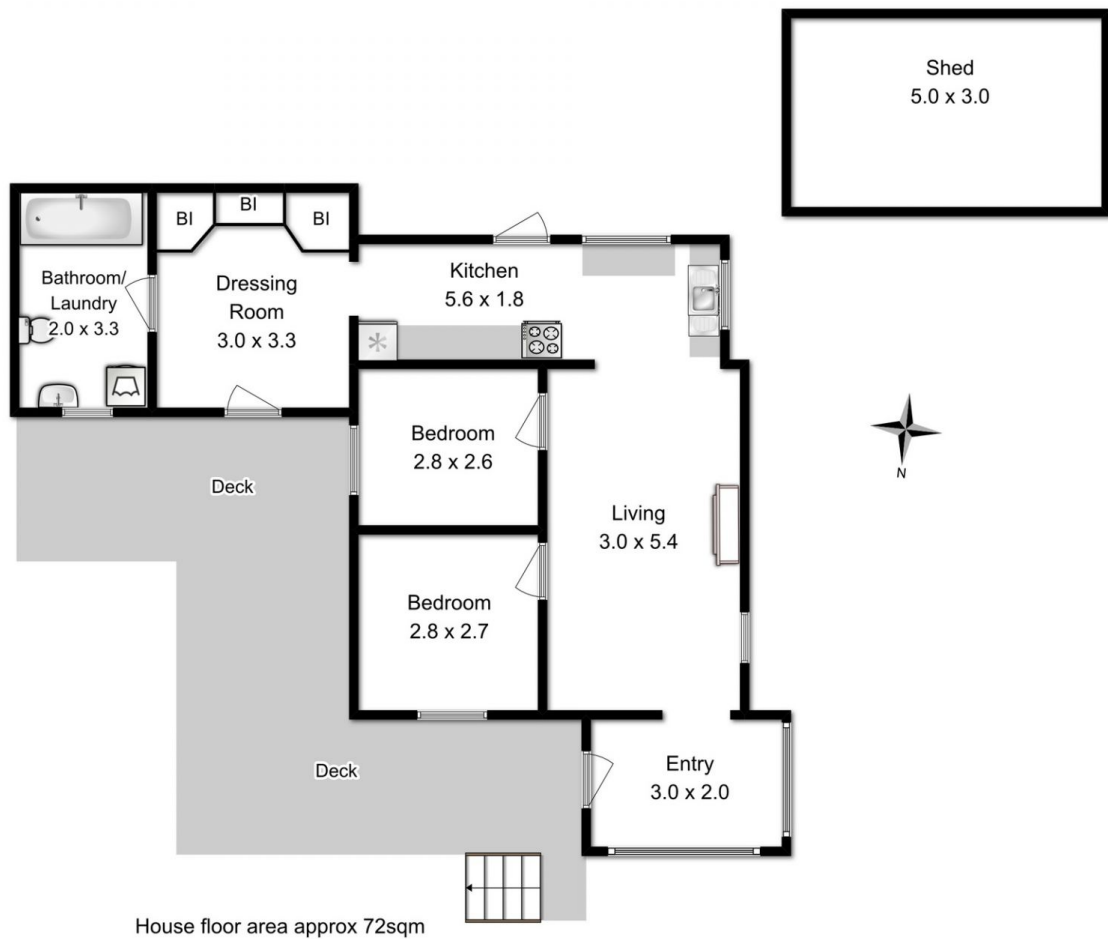 Shed
5.0 x 3.0
BI
BI
BI
Bathroom/
Laundry
2.0 x 3.3
Dressing
Room
3.0 x 3.3
Kitchen
5.6 x 1.8
Bedroom
2.8 x 2.6
Deck
Living
3.0 x 5.4
N
Bedroom
2.8 x 2.7
Deck
Entry
3.0 x 2.0
House floor area approx 72sqm